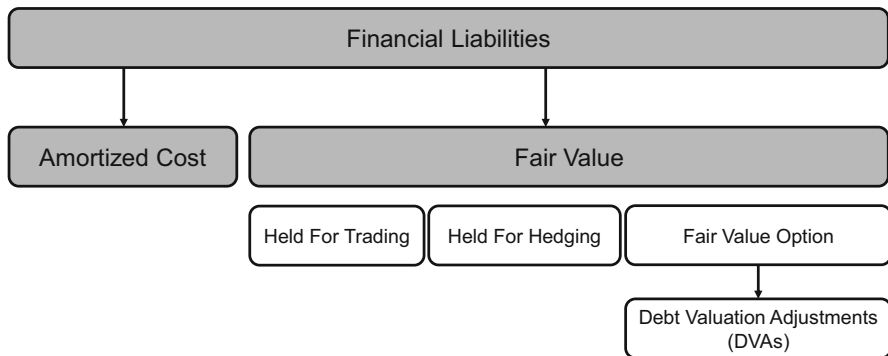 Financial Liabilities
Amortized Cost
Fair Value
Held For Trading
Held For Hedging
Fair Value Option
Debt Valuation Adjustments
(DVAs)